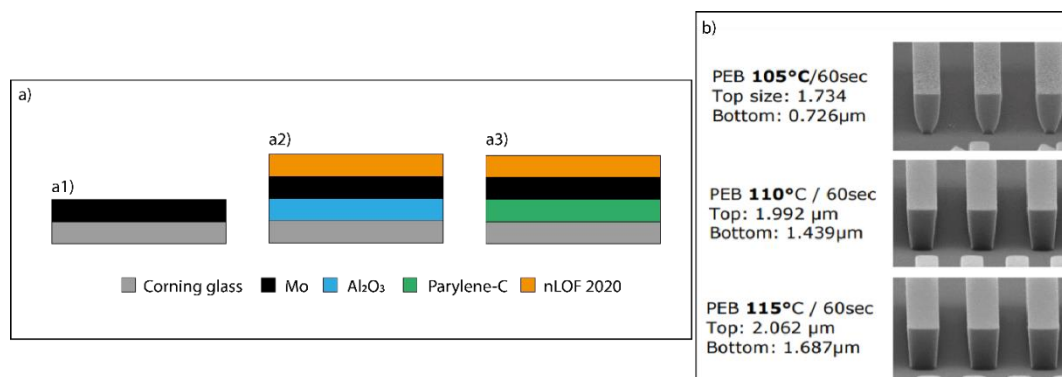 a)
a1)
a2)
a3)
Corning glass
Mo
Al₂O₃
Parylene-C
nLOF 2020
b)
PEB 105°C/60sec
Top size: 1.734
Bottom: 0.726µm
PEB 110°C / 60sec
Top: 1.992 µm
Bottom: 1.439µm
PEB 115°C / 60sec
Top: 2.062 µm
Bottom: 1.687µm